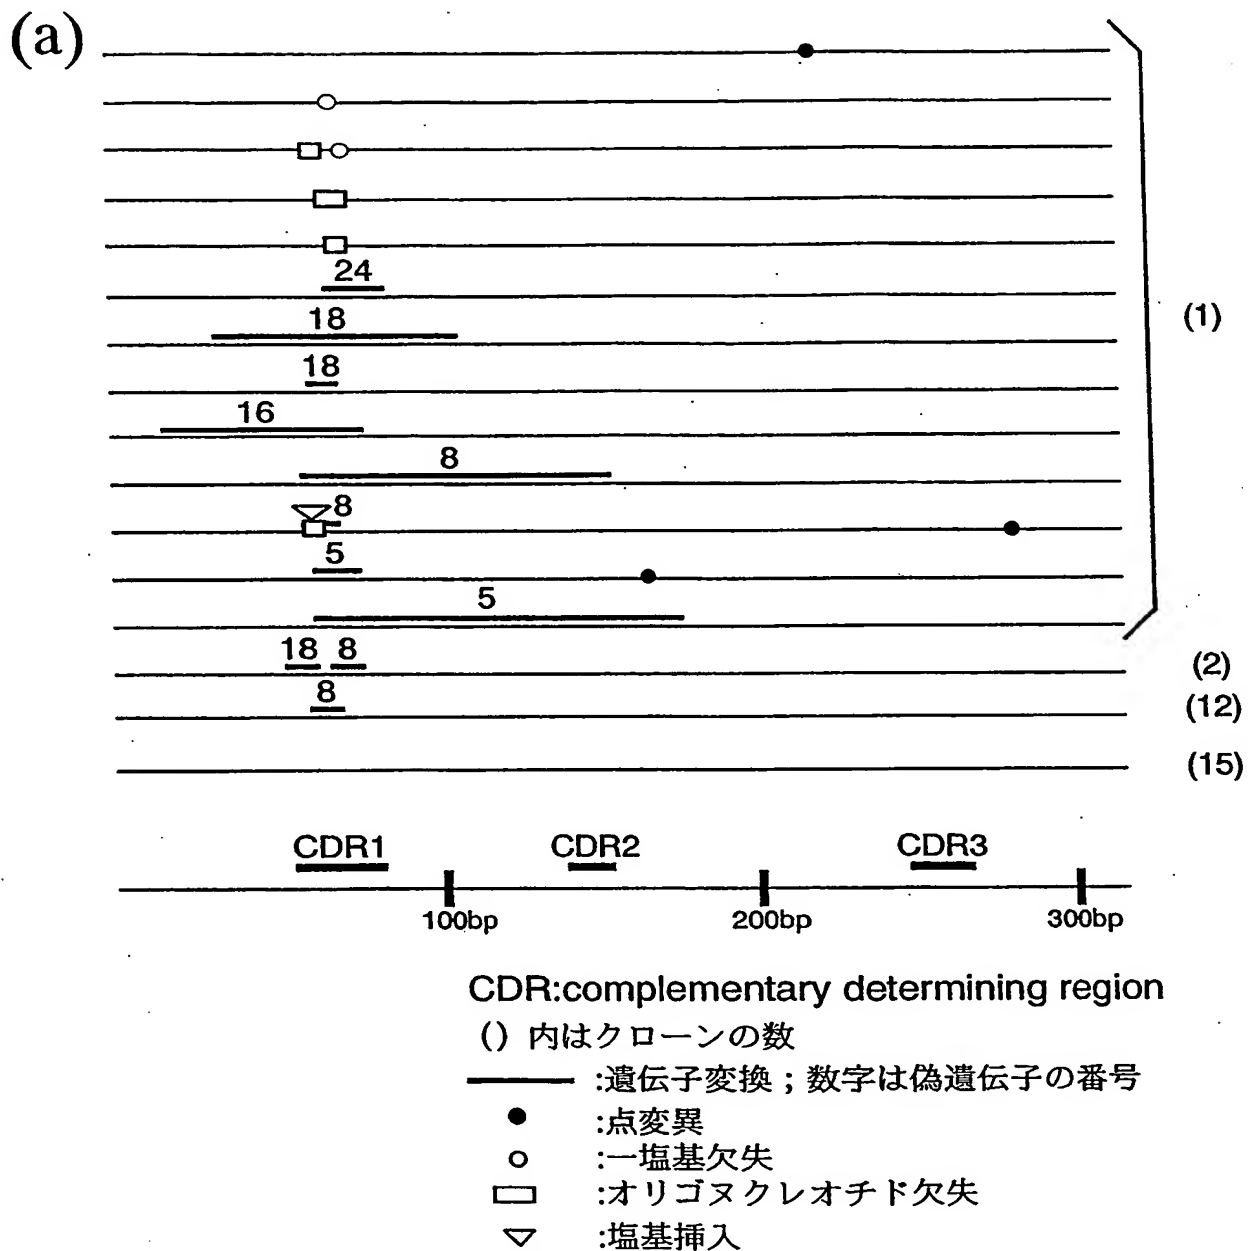 (a)
24
18
(1)
18
16
8
8
5
5
18 8
(2)
8
(12)
(15)
CDR1 CDR2 CDR3
100bp 200bp 300bp
CDR:complementary determining region
() 内はクローンの数
:遺伝子変換；数字は偽遺伝子の番号
:点変異
:一塩基欠失
:オリゴヌクレオチド欠失
:塩基挿入